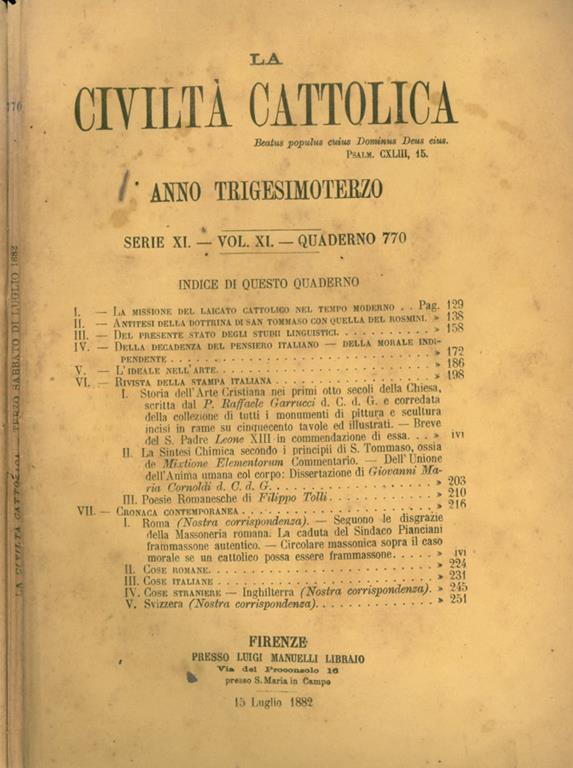 LA
CIVILTÀ CATTOLICA
Beatus populus cuius Dominus Deus eius.
PSALM. CXLIII, 15.
ANNO TRIGESIMOTERZO
SERIE XI. — VOL. XI. — QUADERNO 770
INDICE DI QUESTO QUADERNO
I. — LA MISSIONE DEL LAICATO CATTOLICO NEL TEMPO MODERNO . . Pag. 129
II. — ANTITESI DELLA DOTTRINA DI SAN TOMMASO CON QUELLA DEL ROSMINI. » 138
III. — DEL PRESENTE STATO DEGLI STUDII LINGUISTICI. . . . . . . . . . . » 158
IV. — DELLA DECADENZA DEL PENSIERO ITALIANO — DELLA MORALE INDI-
PENDENTE . . . . . . . . . . . . . . . . . . . . . . . . . . . » 172
V. — L'IDEALE NELL'ARTE. . . . . . . . . . . . . . . . . . . . . . » 186
VI. — RIVISTA DELLA STAMPA ITALIANA . . . . . . . . . . . . . . . . . » 198
I. Storia dell'Arte Cristiana nei primi otto secoli della Chiesa,
scritta dal P. Raffaele Garrucci d. C. d. G. e corredata
della collezione di tutti i monumenti di pittura e scultura
incisi in rame su cinquecento tavole ed illustrati. — Breve
del S. Padre Leone XIII in commendazione di essa. . . » IVI
II. La Sintesi Chimica secondo i principii di S. Tommaso, ossia
de Mixtione Elementorum Commentario. — Dell'Unione
dell'Anima umana col corpo: Dissertazione di Giovanni Ma-
ria Cornoldi d. C. d. G. . . . . . . . . . . . . . . . . » 203
III. Poesie Romanesche di Filippo Tolli . . . . . . . . . . . . » 210
VII. — CRONACA CONTEMPORANEA . . . . . . . . . . . . . . . . . . . . » 216
I. Roma (Nostra corrispondenza). — Seguono le disgrazie
della Massoneria romana: La caduta del Sindaco Pianciani
frammassone autentico. — Circolare massonica sopra il caso
morale se un cattolico possa essere frammassone. . . . . » IVI
II. COSE ROMANE. . . . . . . . . . . . . . . . . . . . . . » 224
III. COSE ITALIANE . . . . . . . . . . . . . . . . . . . . . » 231
IV. COSE STRANIERE — Inghilterra (Nostra corrispondenza). » 245
V. Svizzera (Nostra corrispondenza). . . . . . . . . . . . . » 251
FIRENZE
PRESSO LUIGI MANUELLI LIBRAIO
Via del Proconsolo 16
presso S. Maria in Campo
15 Luglio 1882
770
LA CIVILTÀ CATTOLICA TERZO SABBATO DI LUGLIO 1882